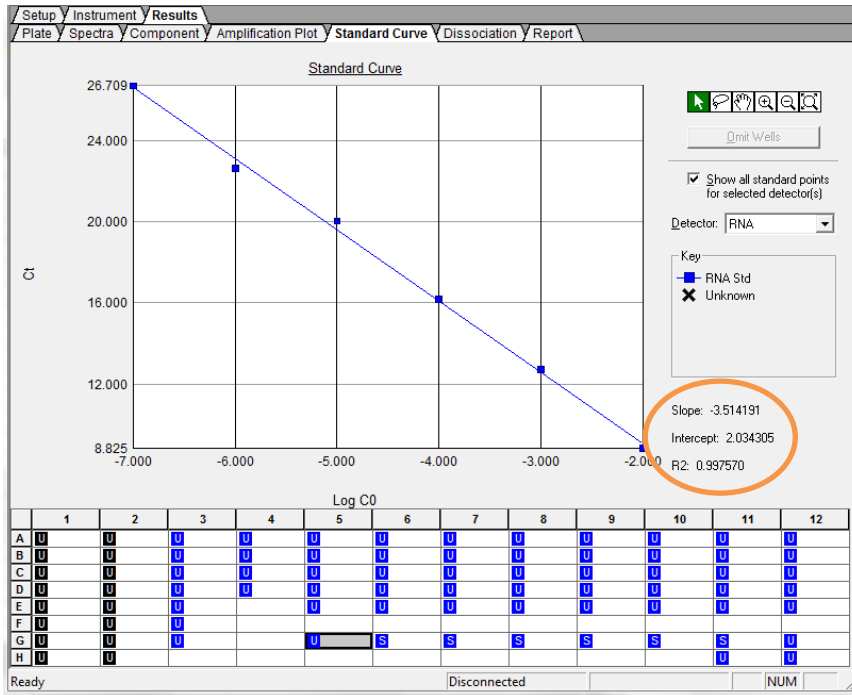 Setup Instrument Results
Plate Spectra Component Amplification Plot Standard Curve Dissociation Report
Standard Curve
26.709
24.000
20.000
16.000
12.000
8.825
Ct
-7.000 -6.000 -5.000 -4.000 -3.000 -2.000
Log C0
Omit Wells
Show all standard points
for selected detector(s)
Detector: RNA
Key
RNA Std
Unknown
Slope: -3.514191
Intercept: 2.034305
R2: 0.997570
1 2 3 4 5 6 7 8 9 10 11 12
A U U U U U U U U U U U U
B U U U U U U U U U U U U
C U U U U U U U U U U U U
D U U U U U U U U U U U U
E U U U U U U U U U U U
F U U U
G U U U U S S S S S S U
H U U U U
Ready Disconnected NUM